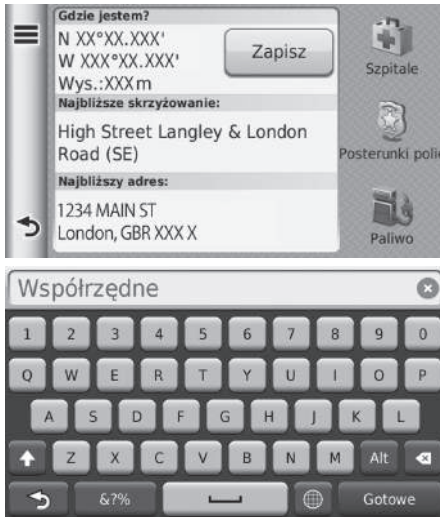 Gdzie jestem?
N XX°XX.XXX'
W XXX°XX.XXX'
Wys.:XXXm
Zapisz
Najbliższe skrzyżowanie:
High Street Langley & London
Road (SE)
Najbliższy adres:
1234 MAIN ST
London, GBR XXX X
Szpitale
Posterunki polic
Paliwo
Współrzędne
1 2 3 4 5 6 7 8 9 0
Q W E R T Y U I O P
A S D F G H J K L
Z X C V B N M Alt
&?% Gotowe